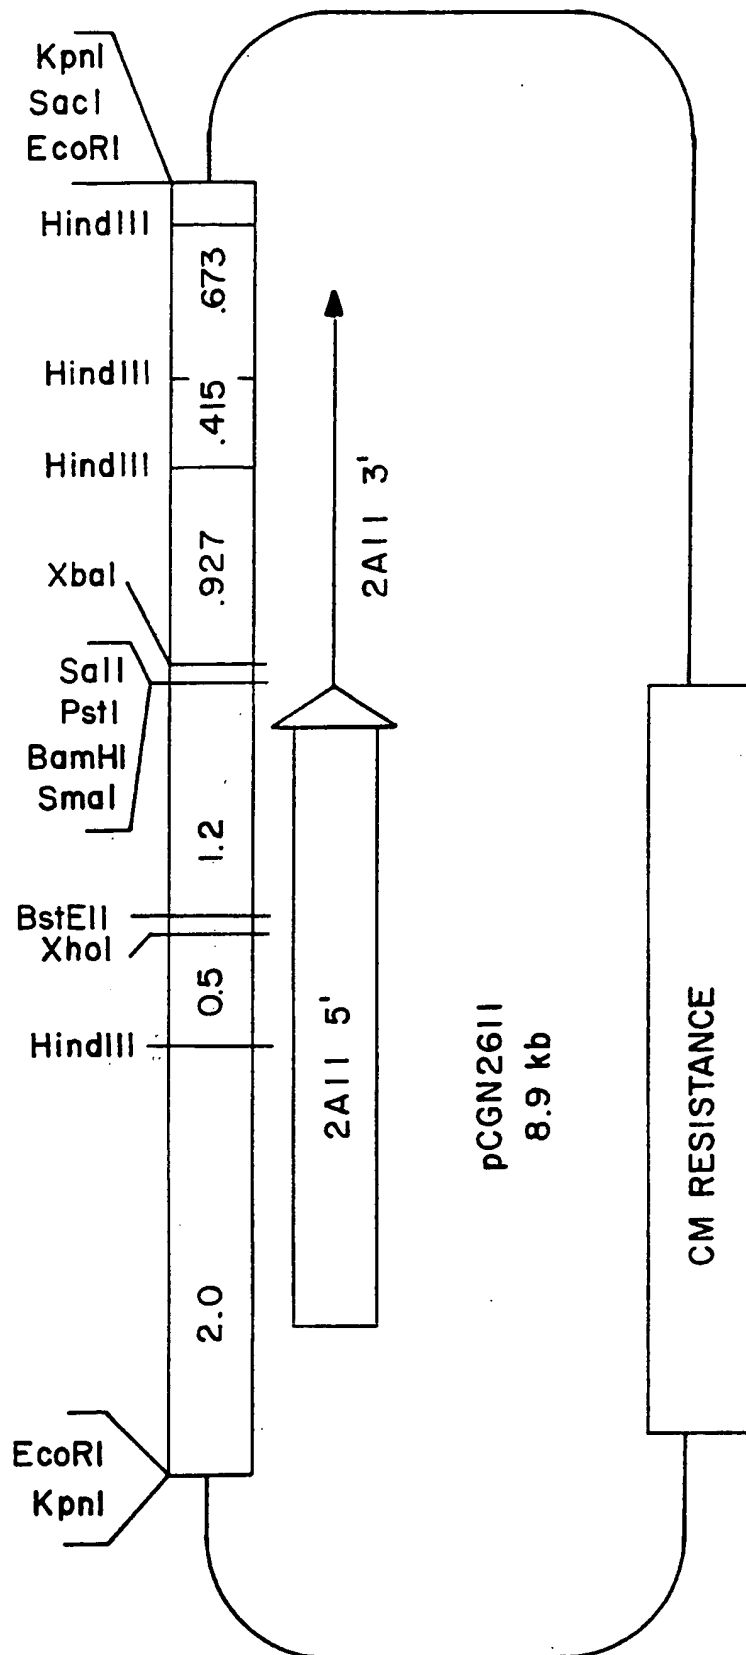 KpnI
SacI
EcoRI
HindIII
.673
HindIII
.415
HindIII
.927
XbaI
SalI
PstI
BamHI
SmaI
1.2
BstEII
XhoI
0.5
HindIII
2.0
EcoRI
KpnI
2A11 3'
2A11 5'
pCGN2611
8.9 kb
CM RESISTANCE